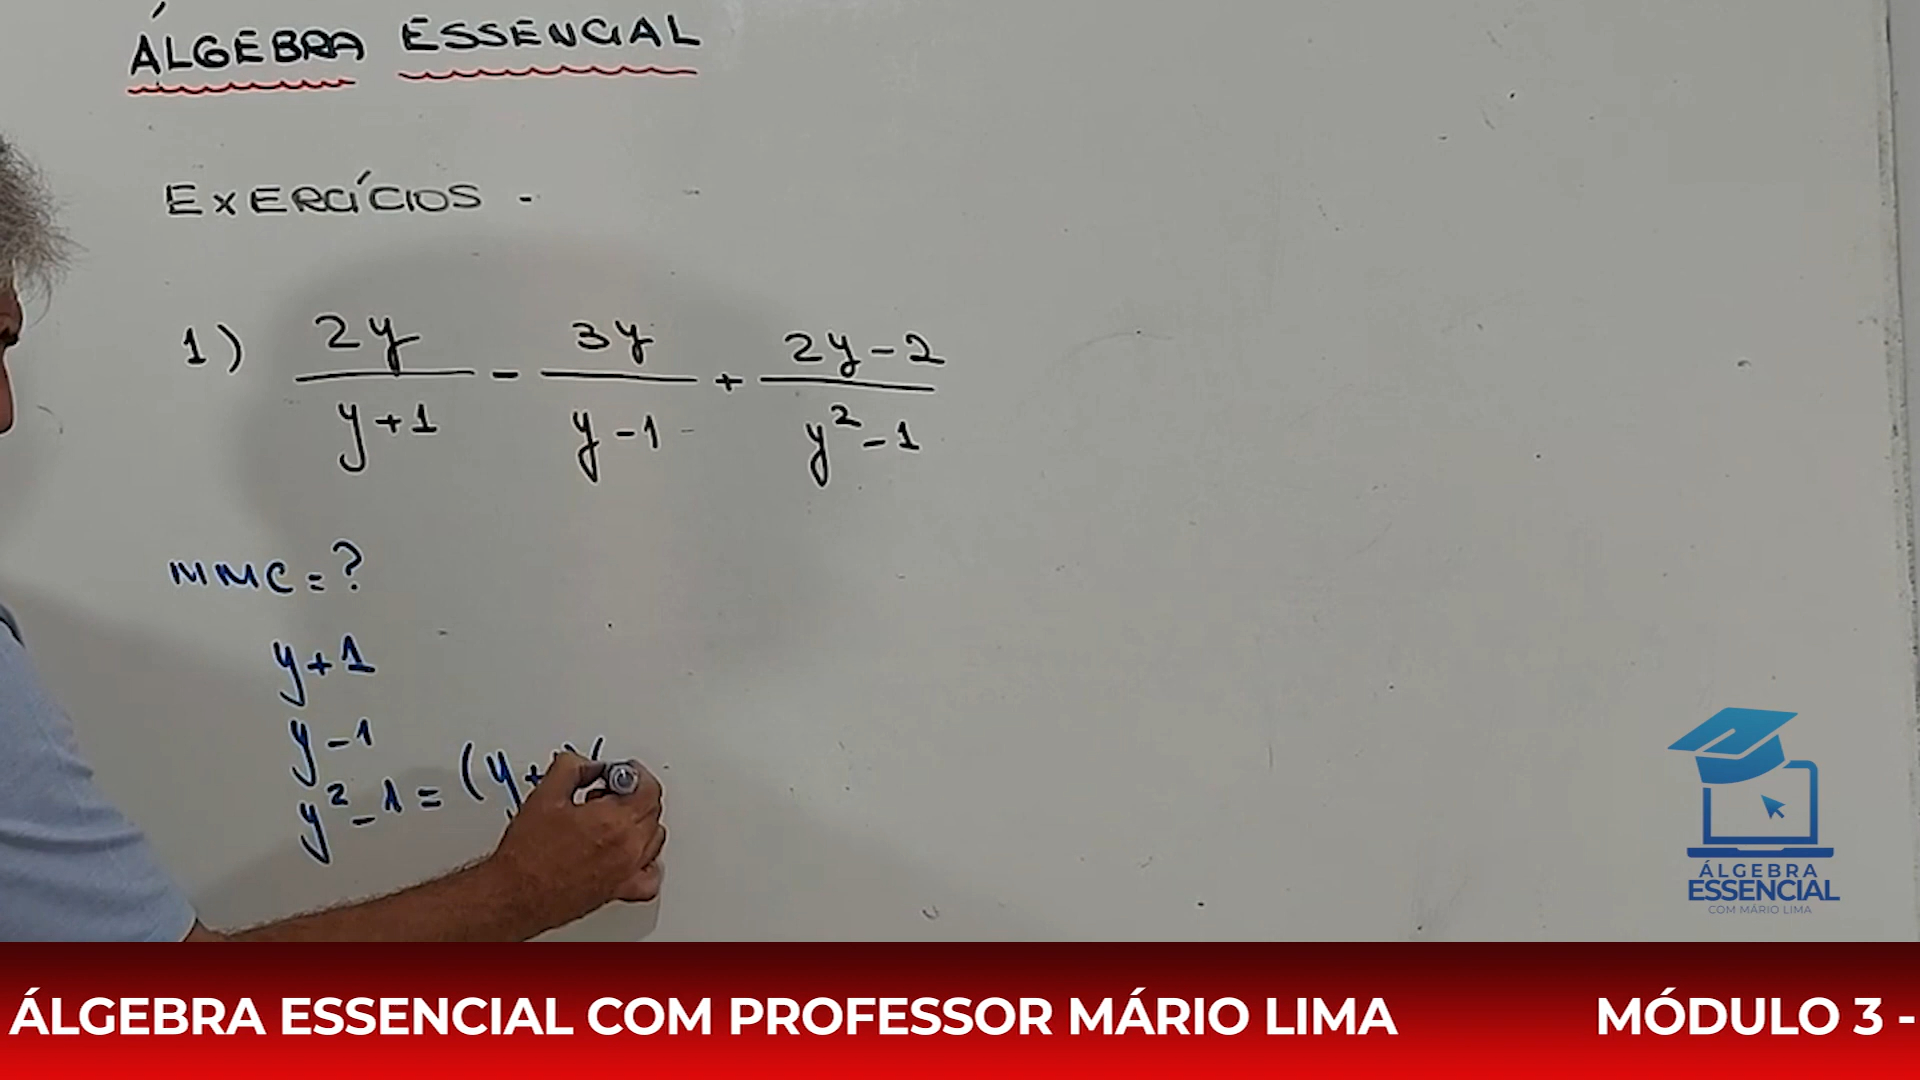 ÁLGEBRA ESSENCIAL
EXERCÍCIOS -
1) 2y/y+1 - 3y/y-1 + 2y-2/y²-1
MMC = ?
y+1
y-1
y²-1 = (y+
ÁLGEBRA
ESSENCIAL
COM MÁRIO LIMA
ÁLGEBRA ESSENCIAL COM PROFESSOR MÁRIO LIMA MÓDULO 3 -